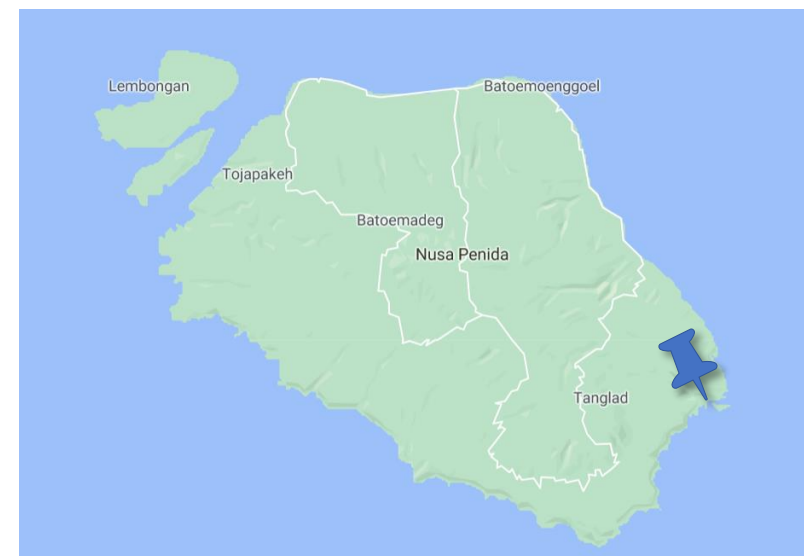 Lembongan
Batoemoenggoel
Tojapakeh
Batoemadeg
Nusa Penida
Tanglad